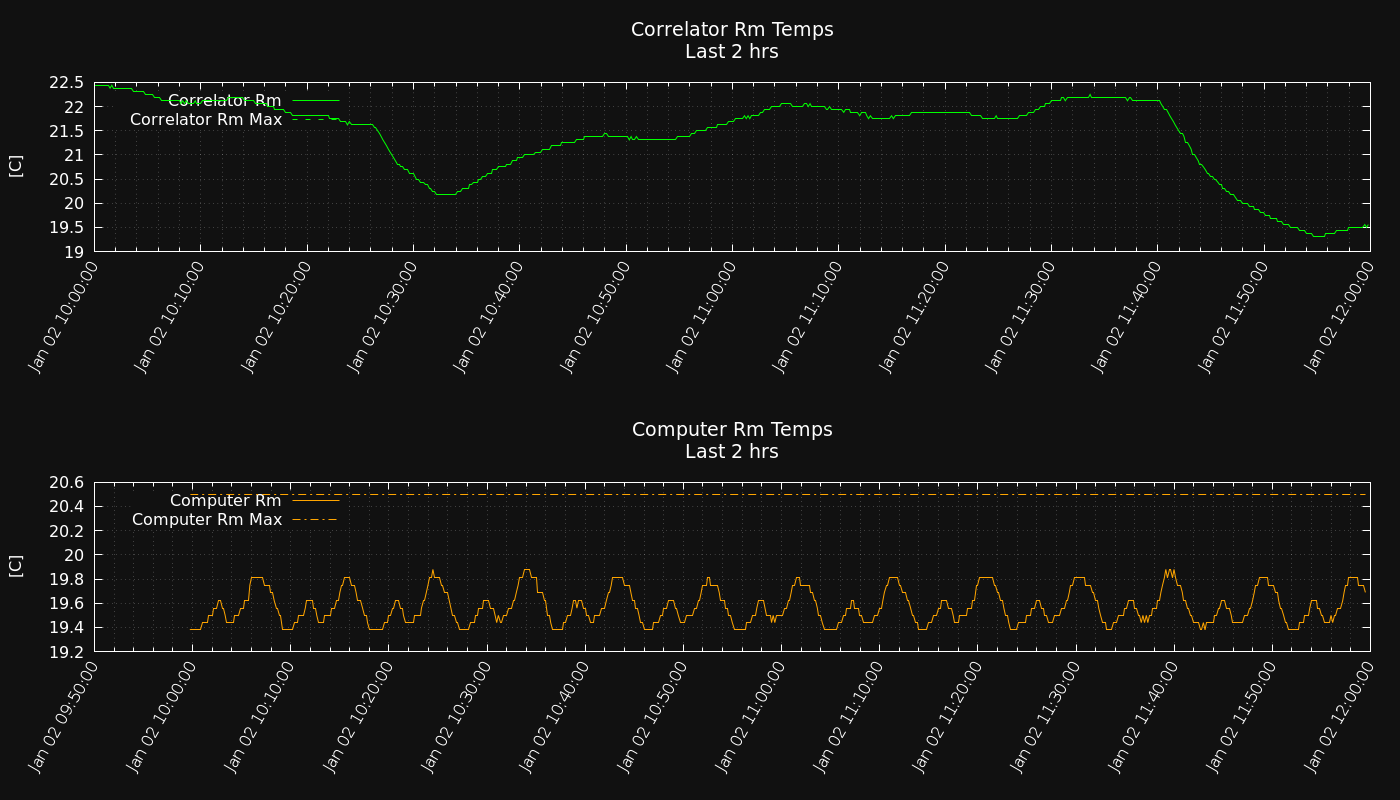 Correlator Rm Temps
Last 2 hrs
22.5
22
21.5
21
20.5
20
19.5
19
[C]
Correlator Rm
Correlator Rm Max
Jan 02 10:00:00
Jan 02 10:10:00
Jan 02 10:20:00
Jan 02 10:30:00
Jan 02 10:40:00
Jan 02 10:50:00
Jan 02 11:00:00
Jan 02 11:10:00
Jan 02 11:20:00
Jan 02 11:30:00
Jan 02 11:40:00
Jan 02 11:50:00
Jan 02 12:00:00
Computer Rm Temps
Last 2 hrs
20.6
20.4
20.2
20
19.8
19.6
19.4
19.2
[C]
Computer Rm
Computer Rm Max
Jan 02 09:50:00
Jan 02 10:00:00
Jan 02 10:10:00
Jan 02 10:20:00
Jan 02 10:30:00
Jan 02 10:40:00
Jan 02 10:50:00
Jan 02 11:00:00
Jan 02 11:10:00
Jan 02 11:20:00
Jan 02 11:30:00
Jan 02 11:40:00
Jan 02 11:50:00
Jan 02 12:00:00